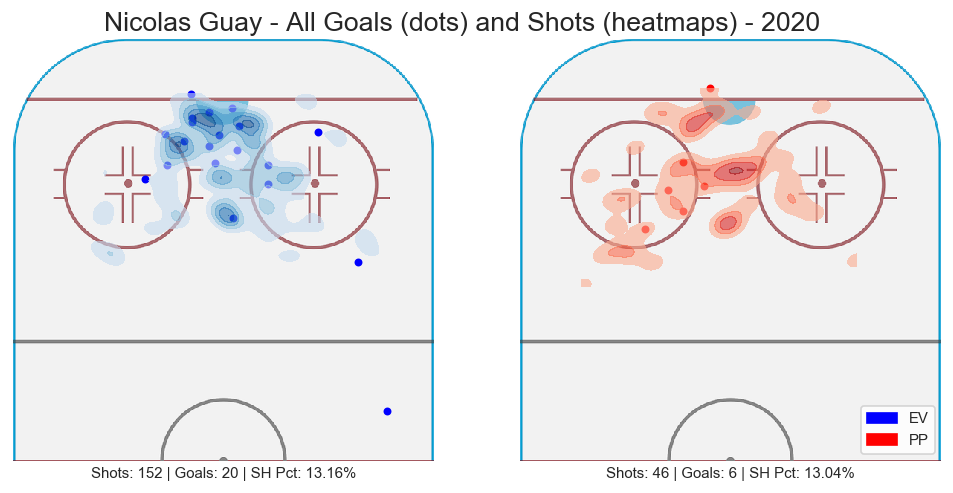 Nicolas Guay - All Goals (dots) and Shots (heatmaps) - 2020
EV
PP
Shots: 152 | Goals: 20 | SH Pct: 13.16%
Shots: 46 | Goals: 6 | SH Pct: 13.04%